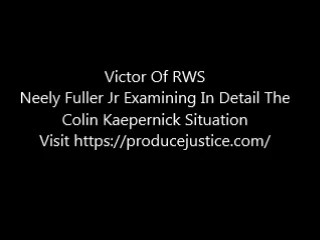 Victor Of RWS
Neely Fuller Jr Examining In Detail The
Colin Kaepernick Situation
Visit https://producejustice.com/